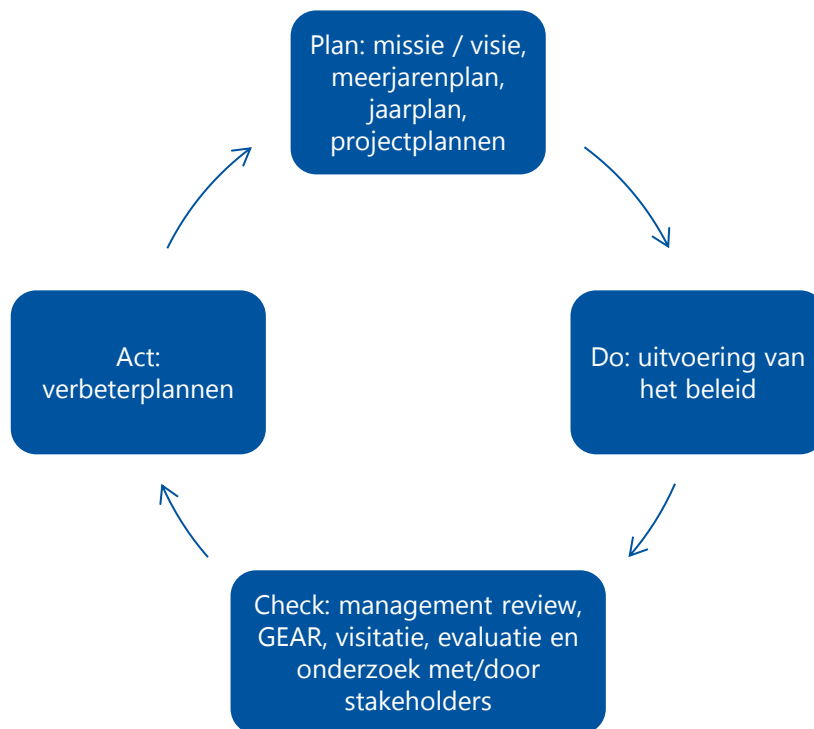 Plan: missie / visie,
meerjarenplan,
jaarplan,
projectplannen
Do: uitvoering van
het beleid
Check: management review,
GEAR, visitatie, evaluatie en
onderzoek met/door
stakeholders
Act:
verbeterplannen